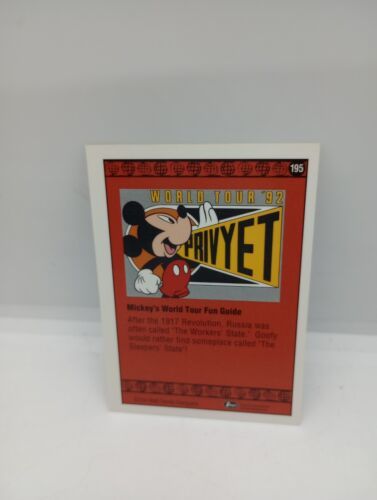 195
WORLD TOUR '92
PRIVYET
Mickey's World Tour Fun Guide
After the 1917 Revolution, Russia was
often called 'The Workers' State.' Goofy
would rather find someplace called 'The
Sleepers' State'!